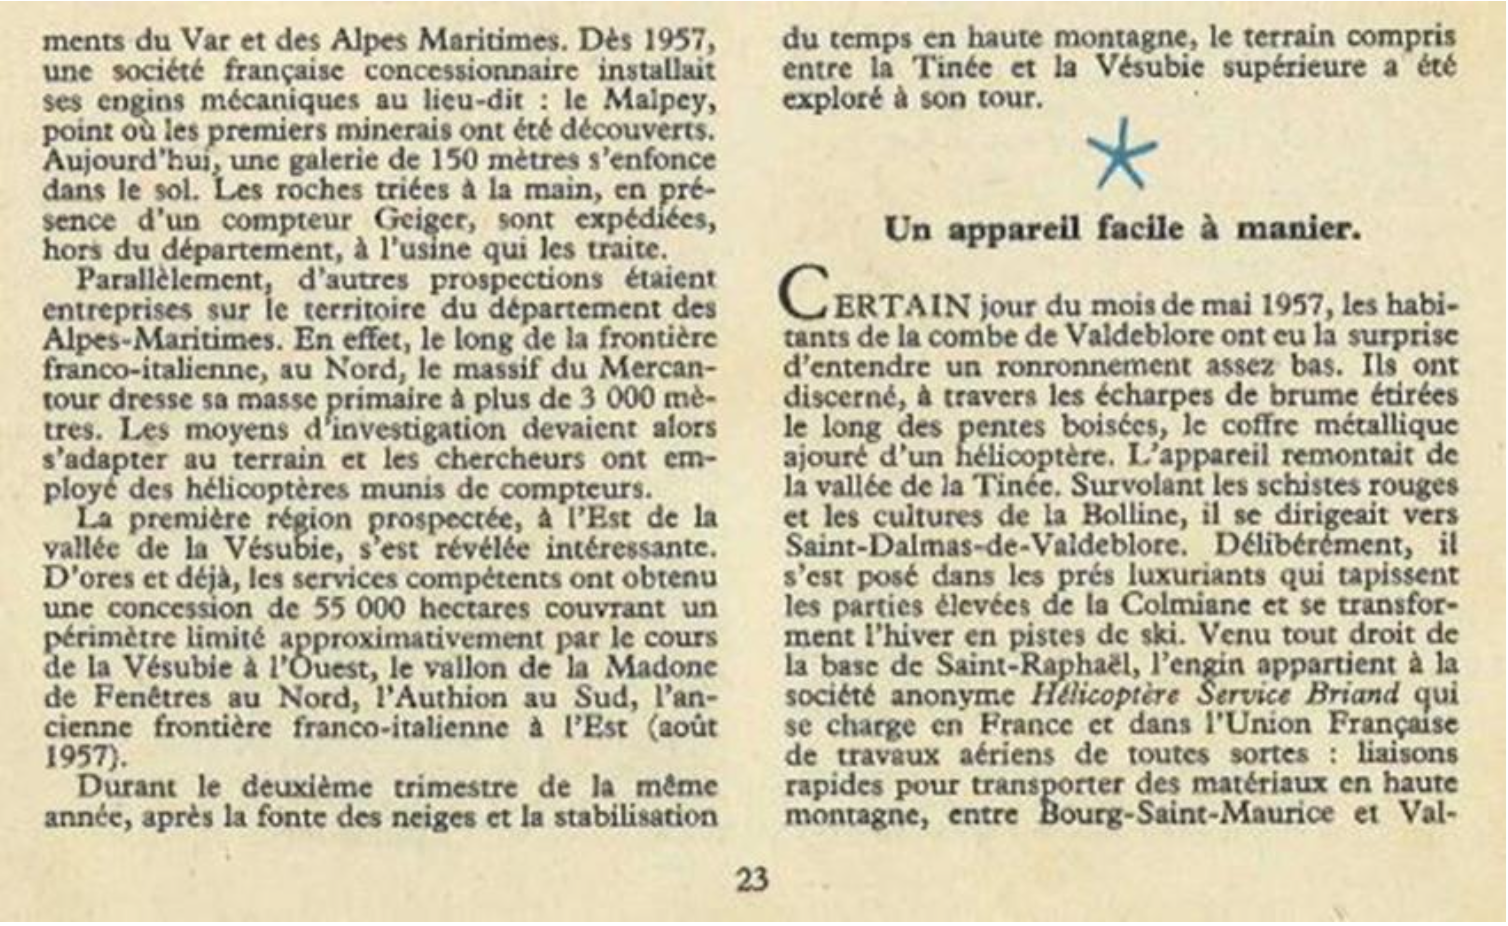 ments du Var et des Alpes Maritimes. Dès 1957,
une société française concessionnaire installait
ses engins mécaniques au lieu-dit : le Malpey,
point où les premiers minerais ont été découverts.
Aujourd'hui, une galerie de 150 mètres s'enfonce
dans le sol. Les roches triées à la main, en pré-
sence d'un compteur Geiger, sont expédiées,
hors du département, à l'usine qui les traite.
Parallèlement, d'autres prospections étaient
entreprises sur le territoire du département des
Alpes-Maritimes. En effet, le long de la frontière
franco-italienne, au Nord, le massif du Mercan-
tour dresse sa masse primaire à plus de 3 000 mè-
tres. Les moyens d'investigation devaient alors
s'adapter au terrain et les chercheurs ont em-
ployé des hélicoptères munis de compteurs.
La première région prospectée, à l'Est de la
vallée de la Vésubie, s'est révélée intéressante.
D'ores et déjà, les services compétents ont obtenu
une concession de 55 000 hectares couvrant un
périmètre limité approximativement par le cours
de la Vésubie à l'Ouest, le vallon de la Madone
de Fenêtres au Nord, l'Authion au Sud, l'an-
cienne frontière franco-italienne à l'Est (août
1957).
Durant le deuxième trimestre de la même
année, après la fonte des neiges et la stabilisation
du temps en haute montagne, le terrain compris
entre la Tinée et la Vésubie supérieure a été
exploré à son tour.
Un appareil facile à manier.
CERTAIN jour du mois de mai 1957, les habi-
tants de la combe de Valdeblore ont eu la surprise
d'entendre un ronronnement assez bas. Ils ont
discerné, à travers les écharpes de brume étirées
le long des pentes boisées, le coffre métallique
ajouré d'un hélicoptère. L'appareil remontait de
la vallée de la Tinée. Survolant les schistes rouges
et les cultures de la Bolline, il se dirigeait vers
Saint-Dalmas-de-Valdeblore. Délibérément, il
s'est posé dans les prés luxuriants qui tapissent
les parties élevées de la Colmiane et se transfor-
ment l'hiver en pistes de ski. Venu tout droit de
la base de Saint-Raphaël, l'engin appartient à la
société anonyme Hélicoptère Service Briand qui
se charge en France et dans l'Union Française
de travaux aériens de toutes sortes : liaisons
rapides pour transporter des matériaux en haute
montagne, entre Bourg-Saint-Maurice et Val-
23